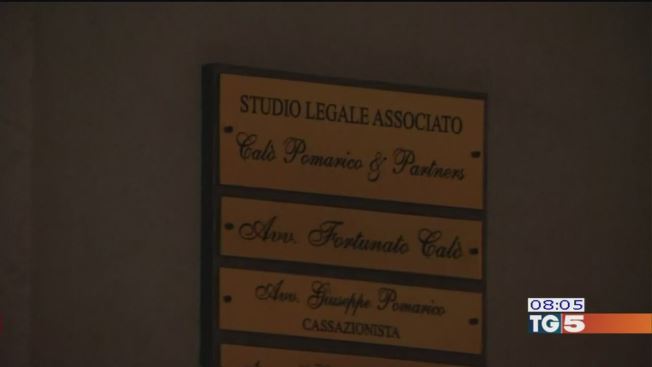 STUDIO LEGALE ASSOCIATO
Calò Pomarico & Partners
Avv. Fortunato Calò
Avv. Giuseppe Pomarico
CASSAZIONISTA
08:05
TG5